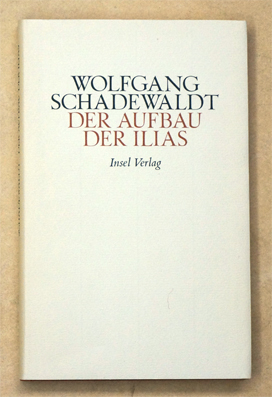 WOLFGANG
SCHADEWALDT
DER AUFBAU
DER ILIAS
Insel Verlag